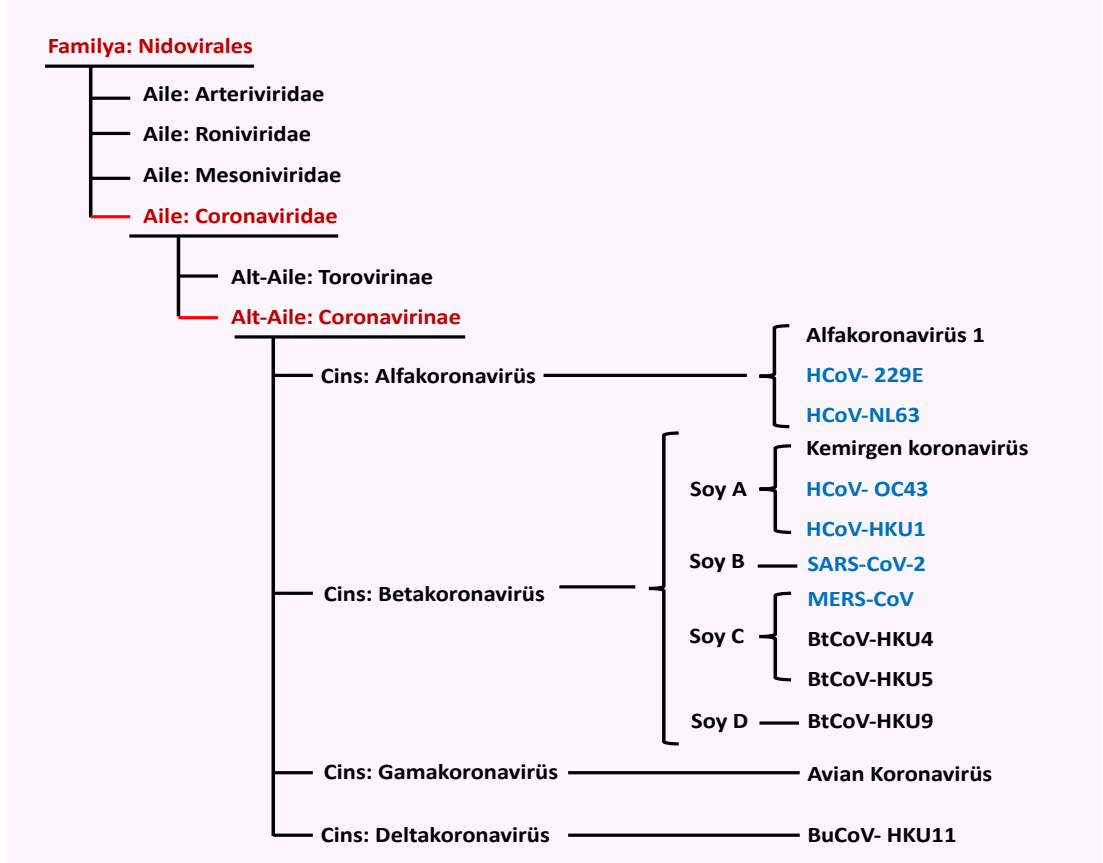 Familya: Nidovirales
Aile: Arteriviridae
Aile: Roniviridae
Aile: Mesoniviridae
Aile: Coronaviridae
Alt-Aile: Torovirinae
Alt-Aile: Coronavirinae
Cins: Alfakoronavirüs
Alfakoronavirüs 1
HCoV- 229E
HCoV-NL63
Cins: Betakoronavirüs
Soy A
Kemirgen koronavirüs
HCoV- OC43
HCoV-HKU1
Soy B
SARS-CoV-2
Soy C
MERS-CoV
BtCoV-HKU4
BtCoV-HKU5
Soy D
BtCoV-HKU9
Cins: Gamakoronavirüs
Avian Koronavirüs
Cins: Deltakoronavirüs
BuCoV- HKU11